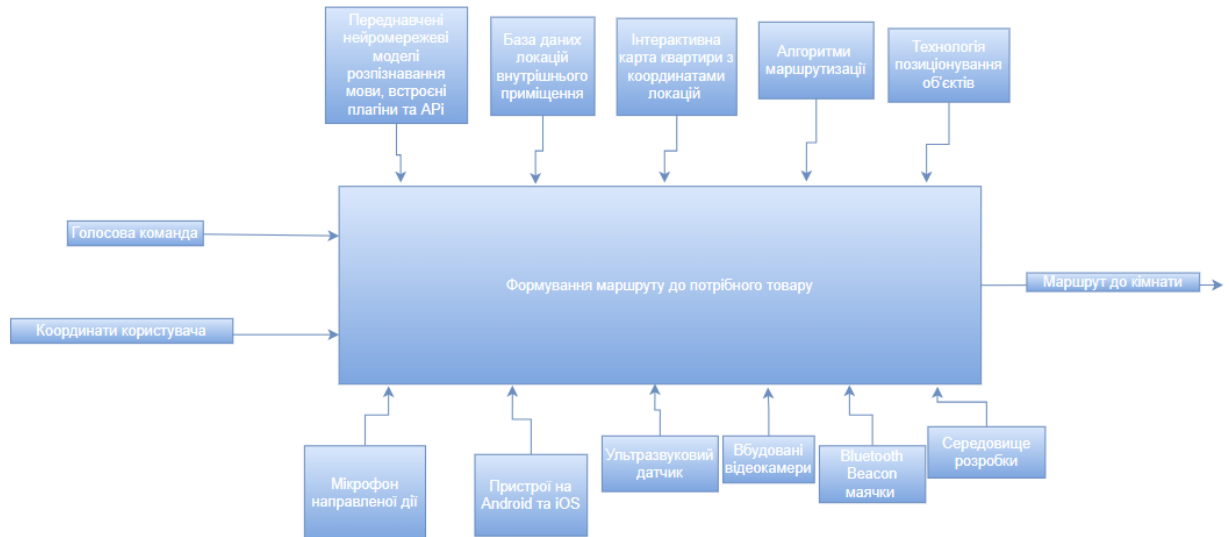 Переднавчені
нейромережеві
моделі
розпізнавання
мови, встроєні
плагіни та APi
База даних
локацій
внутрішнього
приміщення
Інтерактивна
карта квартири з
координатами
локацій
Алгоритми
маршрутизації
Технологія
позиціонування
об'єктів
Голосова команда
Координати користувача
Формування маршруту до потрібного товару
Маршрут до кімнати
Мікрофон
направленої дії
Пристрої на
Android та iOS
Ультразвуковий
датчик
Вбудовані
відеокамери
Bluetooth
Beacon
маячки
Середовище
розробки